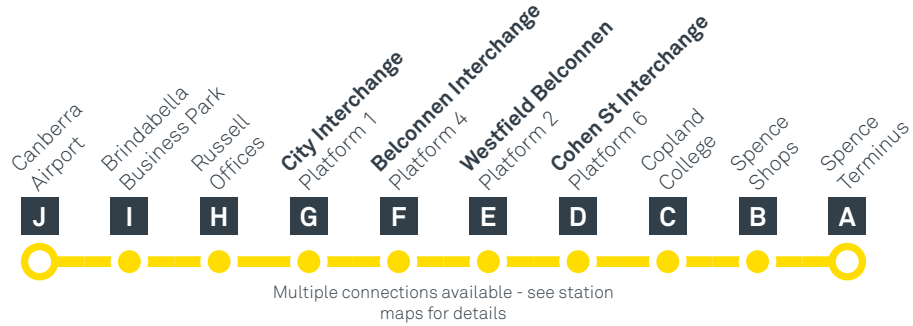 Canberra
Airport
Brindabella
Business Park
Russell
Offices
City Interchange
Platform 1
Belconnen Interchange
Platform 4
Westfield Belconnen
Platform 2
Cohen St Interchange
Platform 6
Copland
College
Spence
Shops
Spence
Terminus
J I H G F E D C B A
Multiple connections available - see station
maps for details